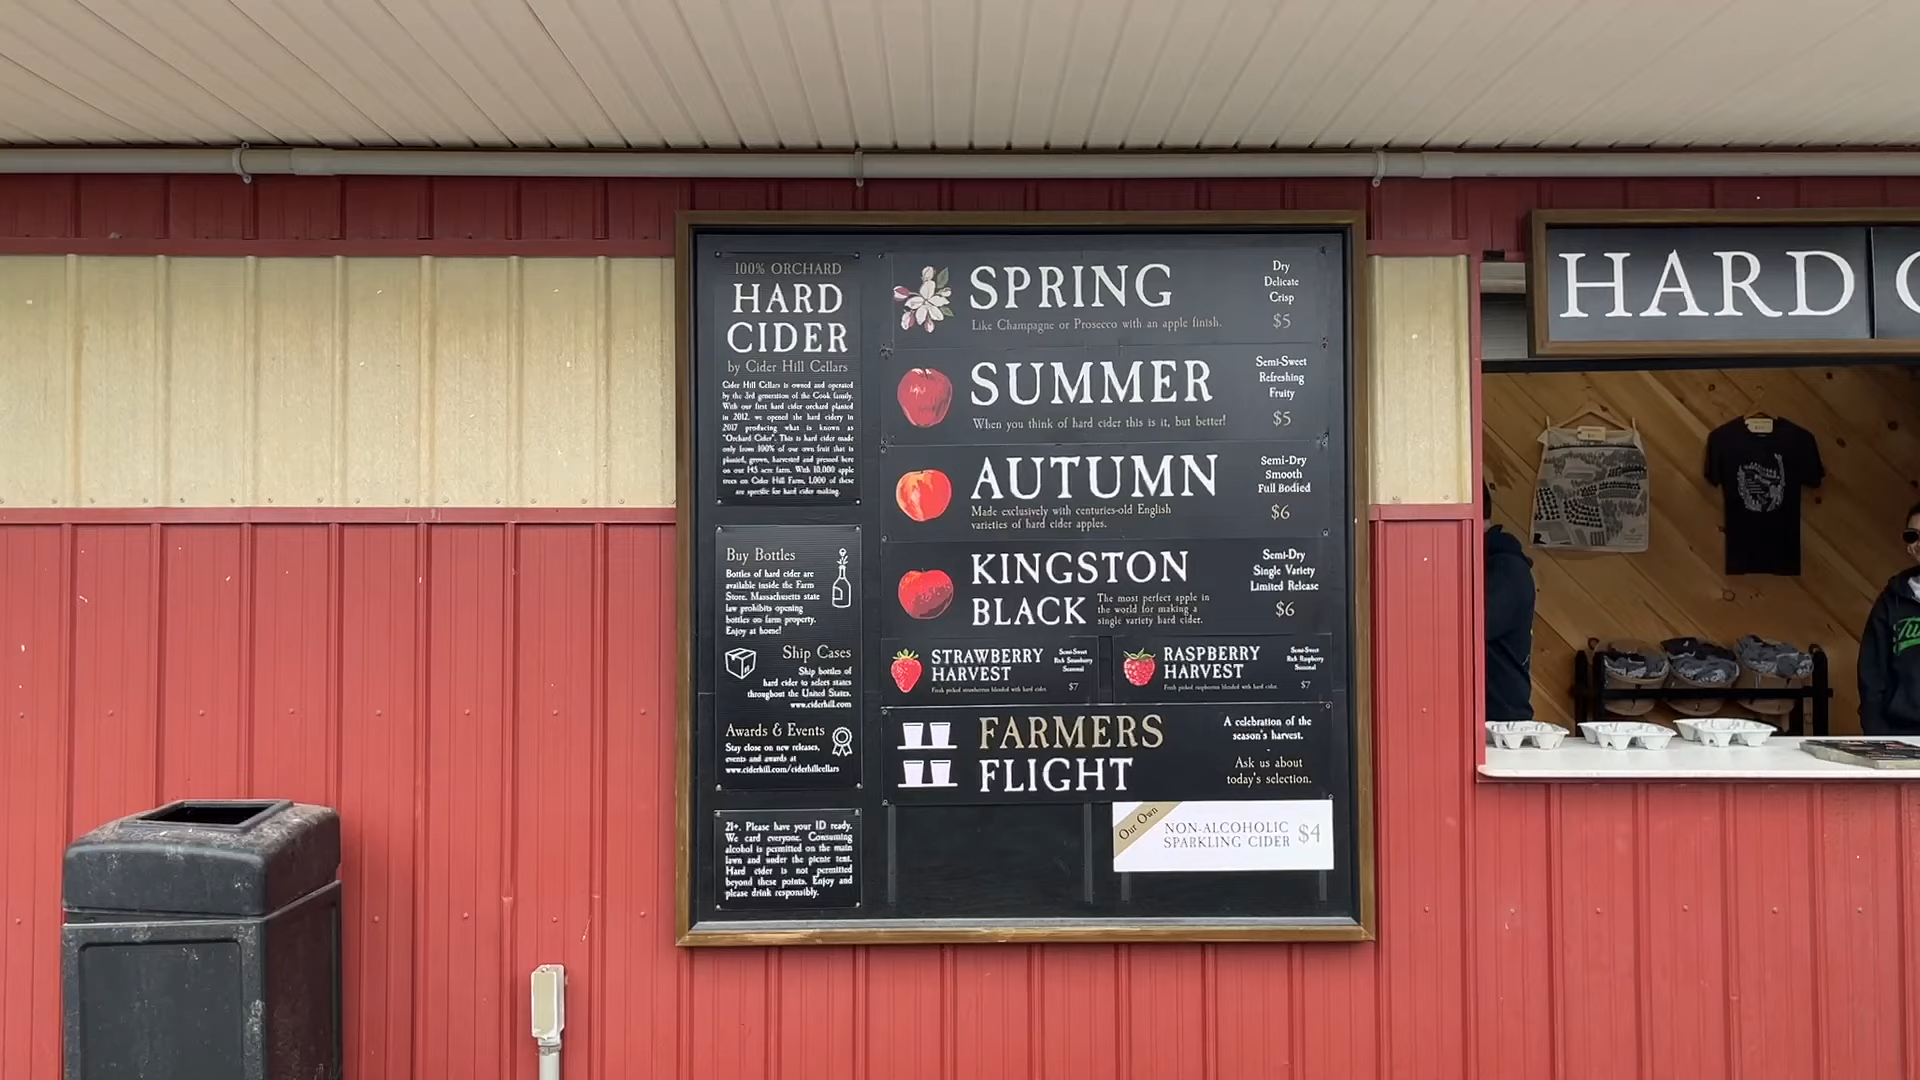 100% ORCHARD
HARD
CIDER
by Cider Hill Cellars
Cider Hill Cellars is owned and operated
by the 3rd generation of the Cook family.
With our first hard cider orchard planted
in 2012, we opened the hard cidery in
2017 producing what is known as
"Orchard Cider". This is hard cider made
only from 100% of our own fruit that is
planted, grown, harvested and pressed here
on our 145 acre farm. With 10,000 apple
trees on Cider Hill Farm, 1,000 of these
are specific for hard cider making.
Buy Bottles
Bottles of hard cider are
available inside the Farm
Store. Massachusetts state
law prohibits opening
bottles on farm property.
Enjoy at home!
Ship Cases
Ship bottles of
hard cider to select states
throughout the United States.
www.ciderhill.com
Awards & Events
Stay close on new releases,
events and awards at
www.ciderhill.com/ciderhillcellars
21+. Please have your ID ready.
We card everyone. Consuming
alcohol is permitted on the main
lawn and under the picnic tent.
Hard cider is not permitted
beyond these points. Enjoy and
please drink responsibly.
SPRING
Like Champagne or Prosecco with an apple finish.
Dry
Delicate
Crisp
$5
SUMMER
When you think of hard cider this is it, but better!
Semi-Sweet
Refreshing
Fruity
$5
AUTUMN
Made exclusively with centuries-old English
varieties of hard cider apples.
Semi-Dry
Smooth
Full Bodied
$6
KINGSTON
BLACK
The most perfect apple in
the world for making a
single variety hard cider.
Semi-Dry
Single Variety
Limited Release
$6
STRAWBERRY
HARVEST
Fresh picked strawberries blended with hard cider.
Semi-Sweet
Rich Strawberry
Seasonal
$7
RASPBERRY
HARVEST
Fresh picked raspberries blended with hard cider.
Semi-Sweet
Rich Raspberry
Seasonal
$7
FARMERS
FLIGHT
A celebration of the
season's harvest.
-
Ask us about
today's selection.
Our Own
NON-ALCOHOLIC
SPARKLING CIDER
$4
HARD C